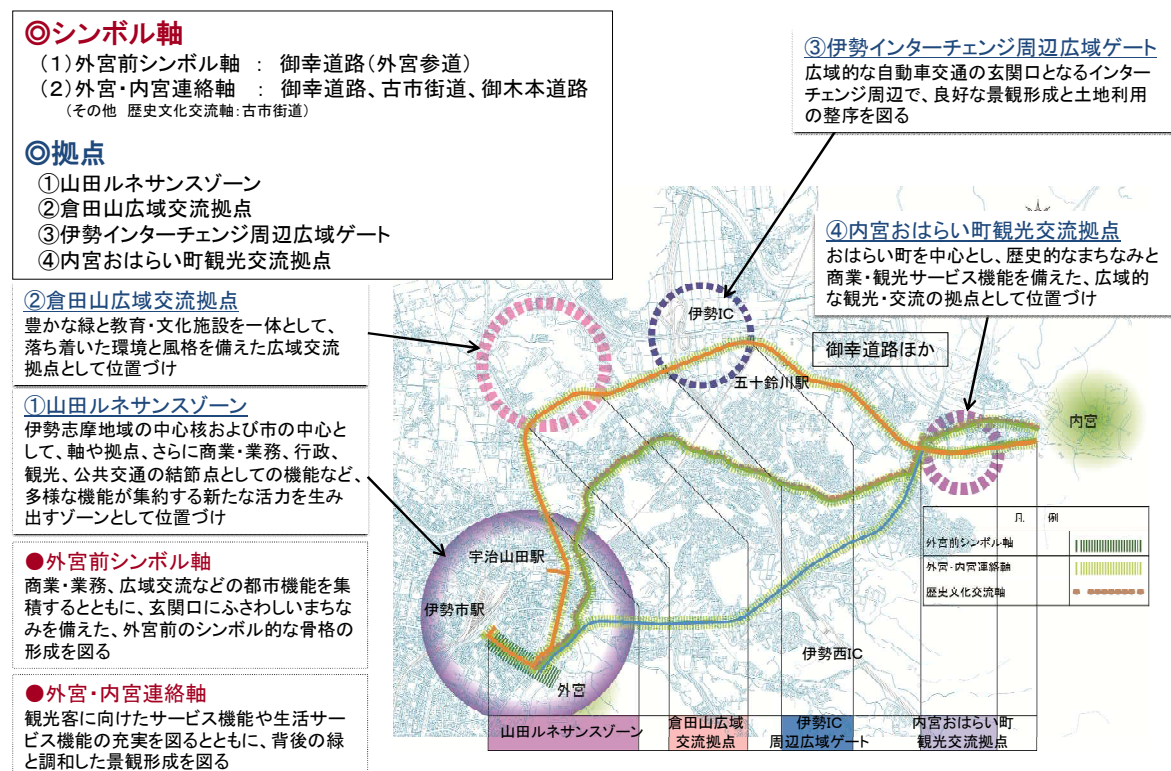 ◎シンボル軸
(1)外宮前シンボル軸 : 御幸道路(外宮参道)
(2)外宮・内宮連絡軸 : 御幸道路、古市街道、御木本道路
(その他 歴史文化交流軸:古市街道)
◎拠点
①山田ルネサンスゾーン
②倉田山広域交流拠点
③伊勢インターチェンジ周辺広域ゲート
④内宮おはらい町観光交流拠点
③伊勢インターチェンジ周辺広域ゲート
広域的な自動車交通の玄関口となるインター
チェンジ周辺で、良好な景観形成と土地利用
の整序を図る
④内宮おはらい町観光交流拠点
おはらい町を中心とし、歴史的なまちなみと
商業・観光サービス機能を備えた、広域的
な観光・交流の拠点として位置づけ
②倉田山広域交流拠点
豊かな緑と教育・文化施設を一体として、
落ち着いた環境と風格を備えた広域交流
拠点として位置づけ
①山田ルネサンスゾーン
伊勢志摩地域の中心核および市の中心と
して、軸や拠点、さらに商業・業務、行政、
観光、公共交通の結節点としての機能など、
多様な機能が集約する新たな活力を生み
出すゾーンとして位置づけ
●外宮前シンボル軸
商業・業務、広域交流などの都市機能を集
積するとともに、玄関口にふさわしいまちな
みを備えた、外宮前のシンボル的な骨格の
形成を図る
●外宮・内宮連絡軸
観光客に向けたサービス機能や生活サー
ビス機能の充実を図るとともに、背後の緑
と調和した景観形成を図る
伊勢IC
御幸道路ほか
五十鈴川駅
内宮
宇治山田駅
伊勢市駅
外宮
伊勢西IC
凡 例
外宮前シンボル軸
外宮・内宮連絡軸
歴史文化交流軸
山田ルネサンスゾーン
倉田山広域
交流拠点
伊勢IC
周辺広域ゲート
内宮おはらい町
観光交流拠点